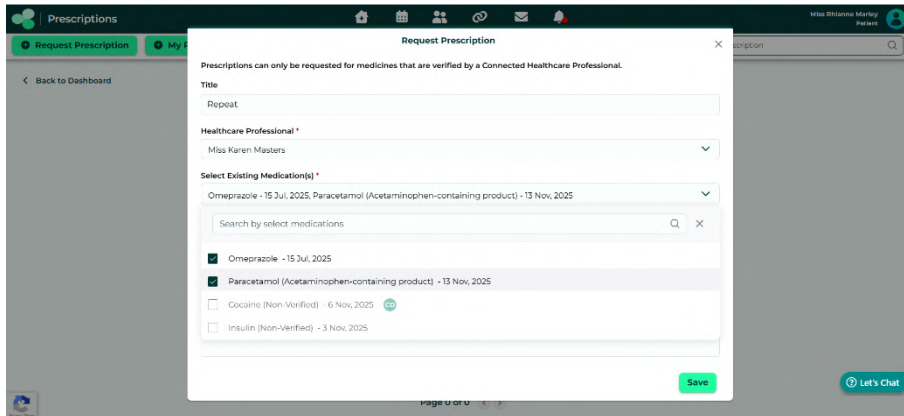 Prescriptions
Miss Rhianne Marley
Patient
Request Prescription
My
Back to Dashboard
Request Prescription
Prescriptions can only be requested for medicines that are verified by a Connected Healthcare Professional.
Title
Repeat
Healthcare Professional *
Miss Karen Masters
Select Existing Medication(s) *
Omeprazole - 15 Jul, 2025, Paracetamol (Acetaminophen-containing product) - 13 Nov, 2025
Search by select medications
Omeprazole - 15 Jul, 2025
Paracetamol (Acetaminophen-containing product) - 13 Nov, 2025
Cocaine (Non-Verified) - 6 Nov, 2025 CD
Insulin (Non-Verified) - 3 Nov, 2025
Save
Let's Chat
Page 0 of 0